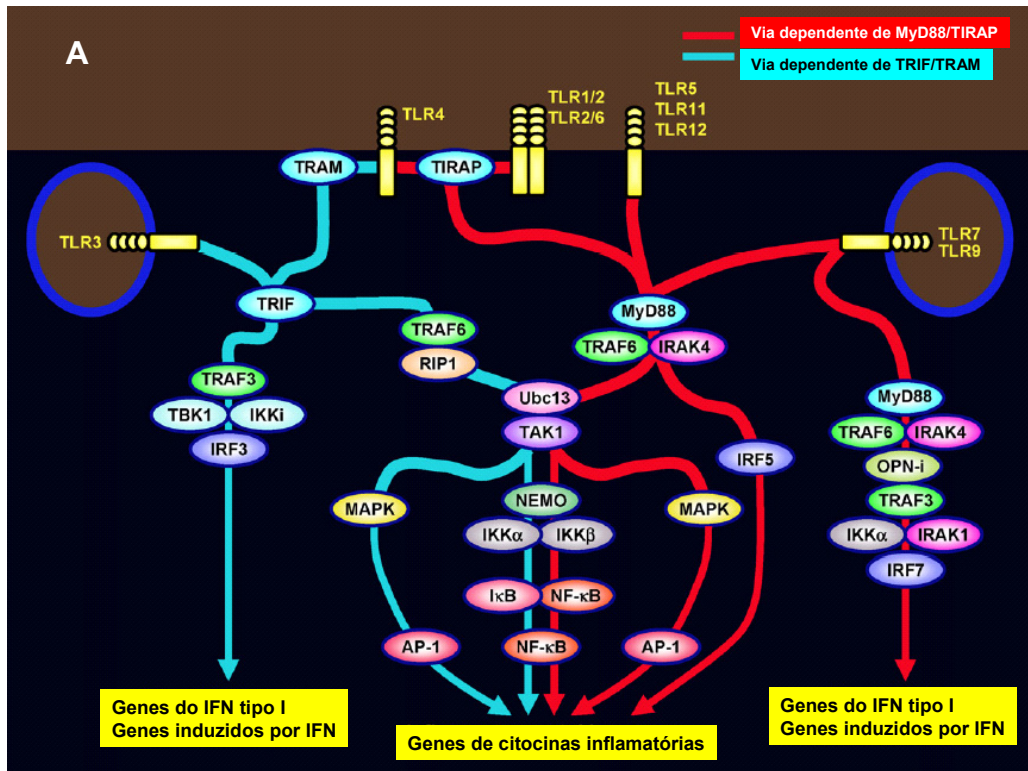 A
Via dependente de MyD88/TIRAP
Via dependente de TRIF/TRAM
TLR4
TLR1/2
TLR2/6
TLR5
TLR11
TLR12
TRAM
TIRAP
TLR3
TLR7
TLR9
TRIF
MyD88
TRAF6
IRAK4
TRAF6
RIP1
TRAF3
TBK1
IKKi
IRF3
Ubc13
TAK1
MyD88
TRAF6
IRAK4
OPN-i
TRAF3
IKKα
IRAK1
IRF7
IRF5
MAPK
NEMO
MAPK
IKKα
IKKβ
IκB
NF-κB
AP-1
NF-κB
AP-1
Genes do IFN tipo I
Genes induzidos por IFN
Genes de citocinas inflamatórias
Genes do IFN tipo I
Genes induzidos por IFN